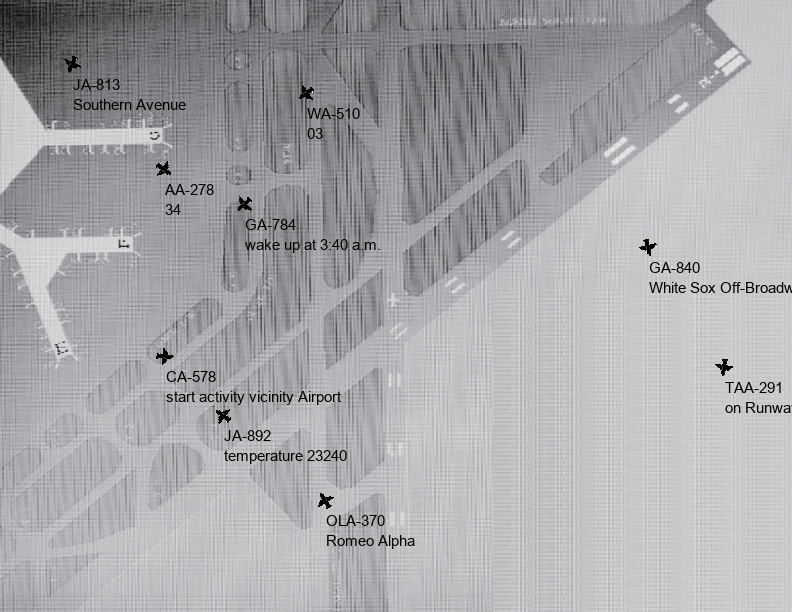 JA-813
Southern Avenue
WA-510
03
AA-278
34
GA-784
wake up at 3:40 a.m.
GA-840
White Sox Off-Broadw
CA-578
start activity vicinity Airport
TAA-291
on Runwa
JA-892
temperature 23240
OLA-370
Romeo Alpha